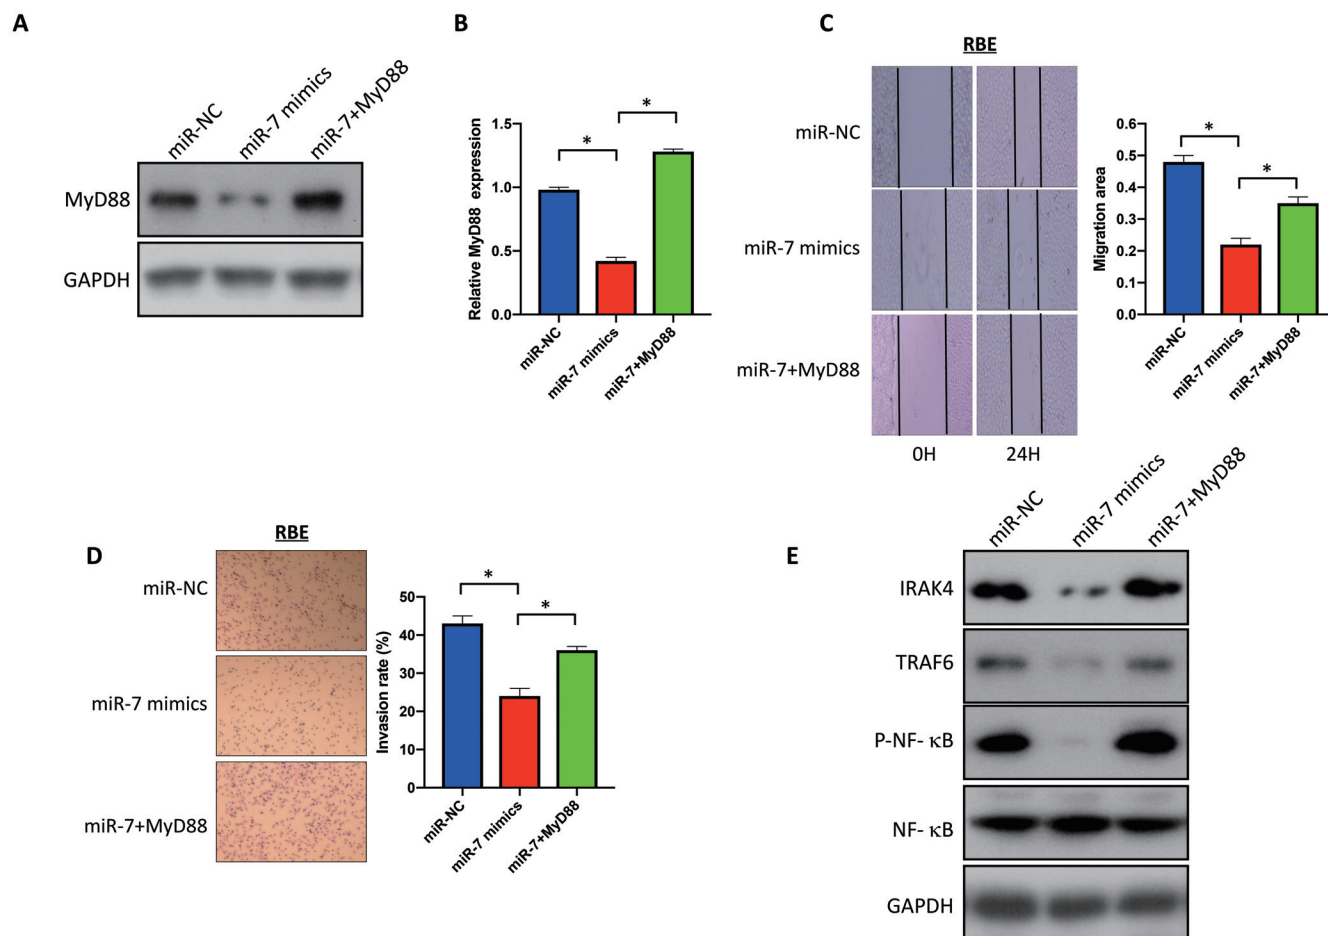 A
miR-NC
miR-7 mimics
miR-7+MyD88
MyD88
GAPDH
B
Relative MyD88 expression
1.5
1.0
0.5
0.0
*
*
miR-NC
miR-7 mimics
miR-7+MyD88
C
RBE
miR-NC
miR-7 mimics
miR-7+MyD88
0H
24H
Migration area
0.6
0.5
0.4
0.3
0.2
0.1
0.0
*
*
miR-NC
miR-7 mimics
miR-7+MyD88
D
RBE
miR-NC
miR-7 mimics
miR-7+MyD88
Invasion rate (%)
50
40
30
20
10
0
*
*
miR-NC
miR-7 mimics
miR-7+MyD88
E
miR-NC
miR-7 mimics
miR-7+MyD88
IRAK4
TRAF6
P-NF- κB
NF- κB
GAPDH